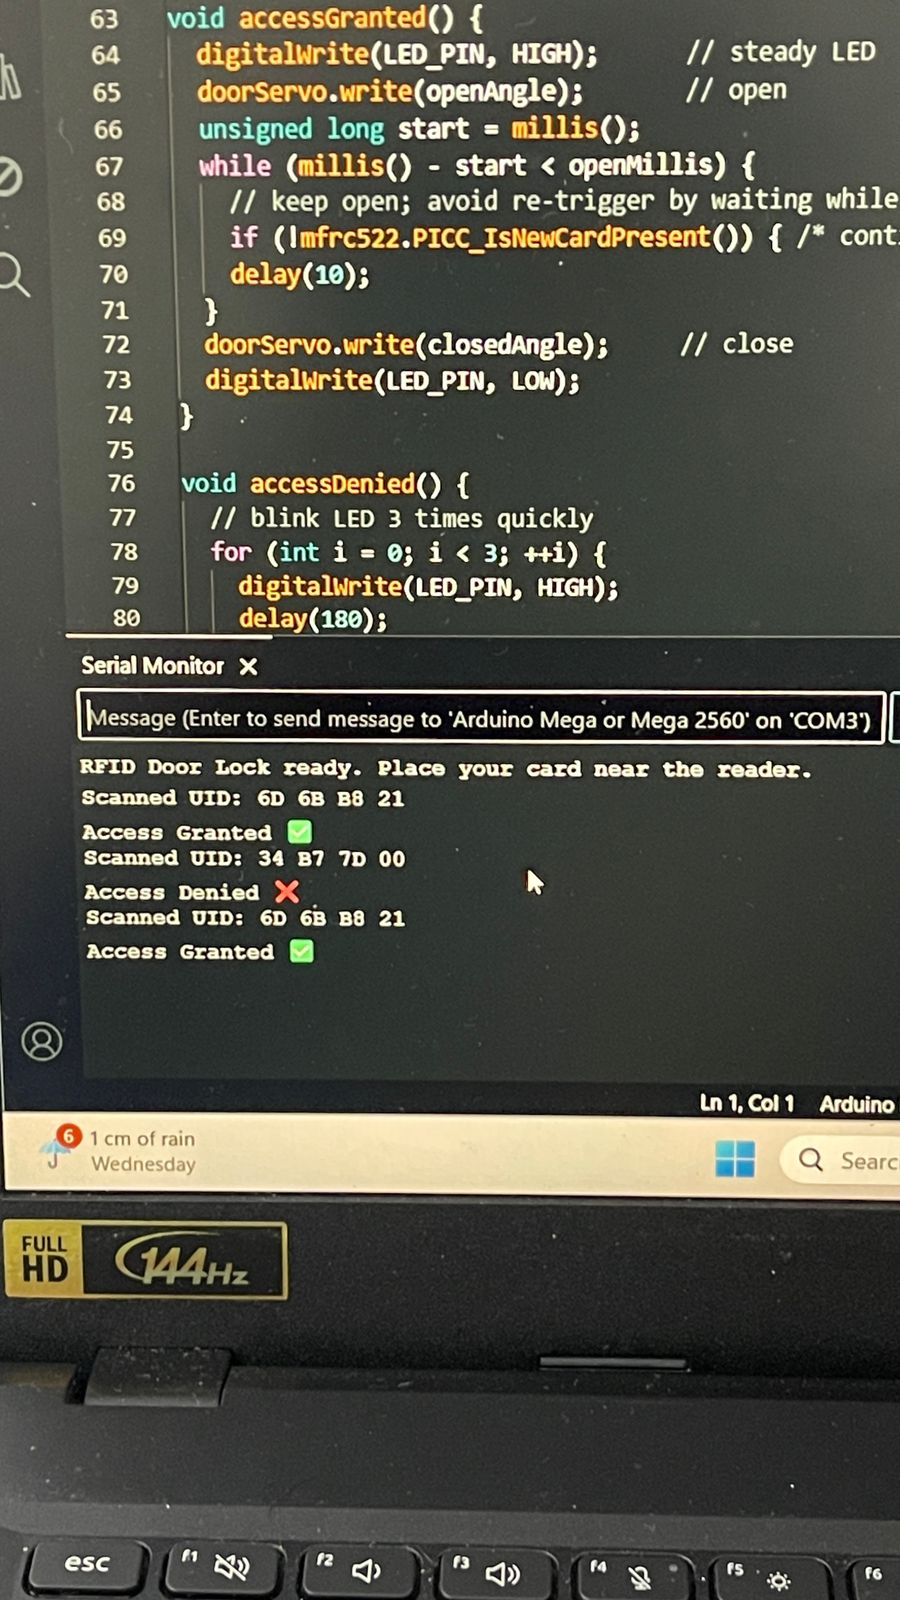 63 void accessGranted() {
64 digitalWrite(LED_PIN, HIGH); // steady LED
65 doorServo.write(openAngle); // open
66 unsigned long start = millis();
67 while (millis() - start < openMillis) {
68 // keep open; avoid re-trigger by waiting while
69 if (!mfrc522.PICC_IsNewCardPresent()) { /* conti
70 delay(10);
71 }
72 doorServo.write(closedAngle); // close
73 digitalWrite(LED_PIN, LOW);
74 }
75
76 void accessDenied() {
77 // blink LED 3 times quickly
78 for (int i = 0; i < 3; ++i) {
79 digitalWrite(LED_PIN, HIGH);
80 delay(180);
Serial Monitor ×
Message (Enter to send message to 'Arduino Mega or Mega 2560' on 'COM3')
RFID Door Lock ready. Place your card near the reader.
Scanned UID: 6D 6B B8 21
Access Granted ✅
Scanned UID: 34 B7 7D 00
Access Denied ❌
Scanned UID: 6D 6B B8 21
Access Granted ✅
Ln 1, Col 1 Arduino
6 1 cm of rain
Wednesday
Searc
FULL HD 144Hz
esc f1 f2 f3 f4 f5 f6